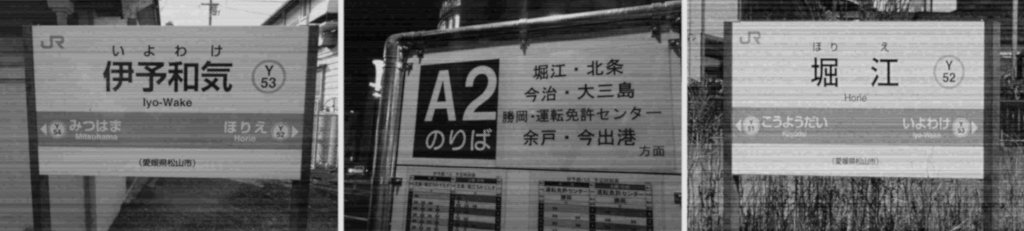 JR
いよわけ
伊予和気
Iyo-Wake
Y
53
みつはま
Mitsuhama
ほりえ
Horie
(愛媛県松山市)
A2
のりば
堀江・北条
今治・大三島
勝岡・運転免許センター
余戸・今出港
方面
JR
ほりえ
堀江
Horie
Y
52
こうようだい
いよわけ
Iyo-Wake
(愛媛県松山市)